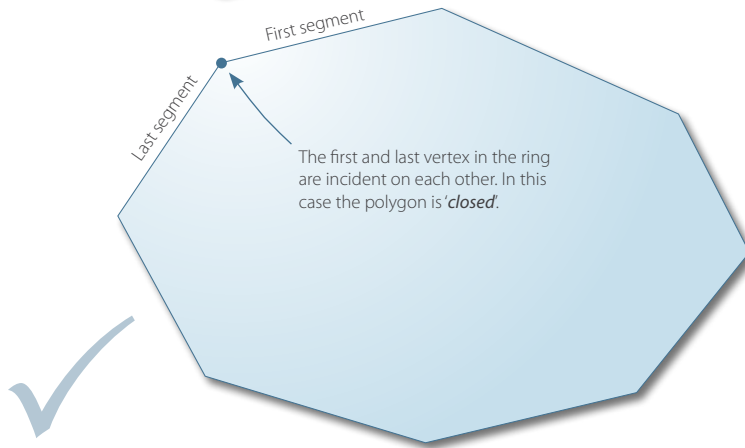 First segment
Last segment
The first and last vertex in the ring
are incident on each other. In this
case the polygon is ‘closed’.